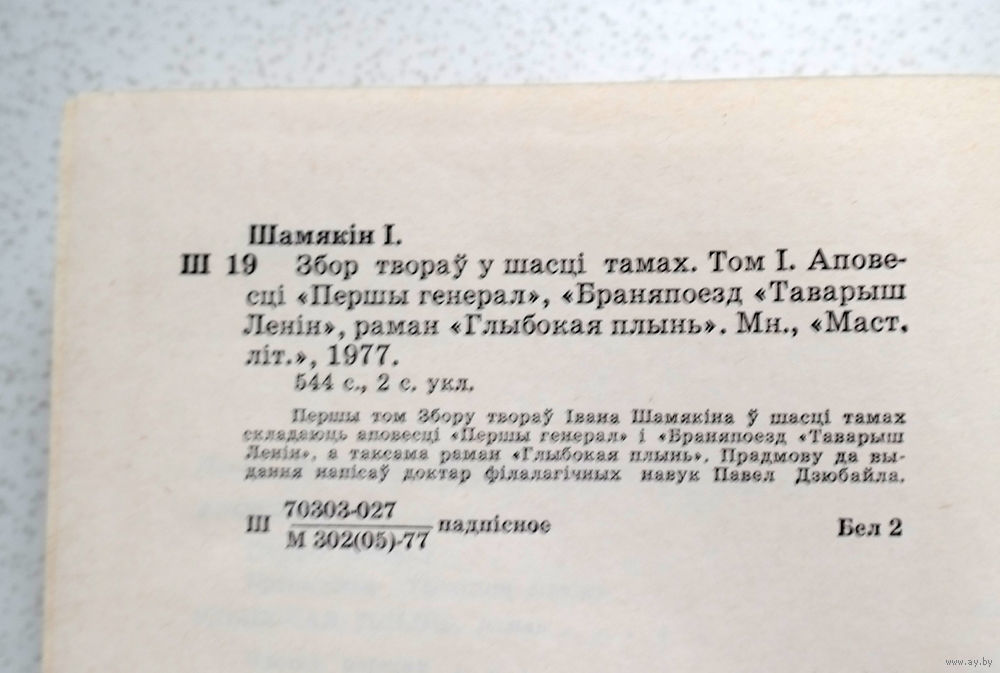 Шамякін І.
Ш 19 Збор твораў у шасці тамах. Том І. Апове-
сці «Першы генерал», «Браняпоезд «Таварыш
Ленін», раман «Глыбокая плынь». Мн., «Маст.
літ.», 1977.
544 с., 2 с. укл.
Першы том Збору твораў Івана Шамякіна ў шасці тамах
складаюць аповесці «Першы генерал» і «Браняпоезд «Таварыш
Ленін», а таксама раман «Глыбокая плынь». Прадмову да вы-
дання напісаў доктар філалагічных навук Павел Дзюбайла.
Ш 70303-027 падпісное Бел 2
М 302(05)-77
www.ay.by